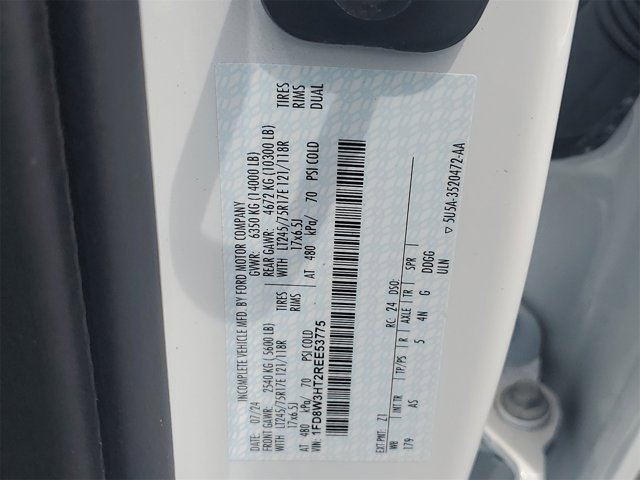 INCOMPLETE VEHICLE MFD. BY FORD MOTOR COMPANY
DATE: 07/24 GVWR: 6350 KG (14000 LB)
FRONT GAWR: 2540 KG (5600 LB) REAR GAWR: 4672 KG (10300 LB)
WITH LT245/75R17E 121/118R TIRES WITH LT245/75R17E 121/118R TIRES
17x6.5J RIMS 17x6.5J RIMS
AT 480 kPa/ 70 PSI COLD AT 480 kPa/ 70 PSI COLD DUAL
VIN: 1FD8W3HT2REE53775
EXT PNT: Z1 RC: 24 DSO:
WB INT TR TP/PS R AXLE TR SPR
179 AS 5 4N G DDGG
ULN
▽ 5U5A-3520472-AA